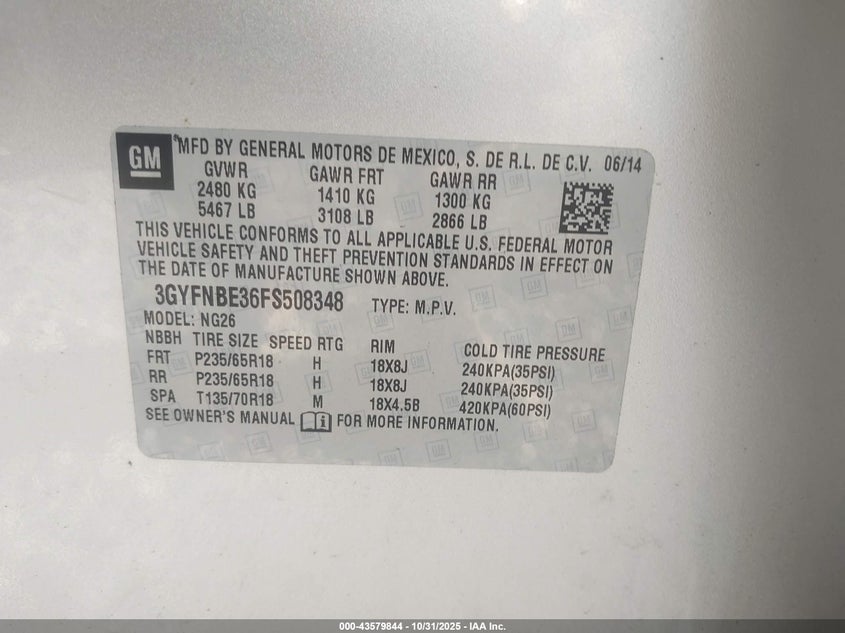 GM *MFD BY GENERAL MOTORS DE MEXICO, S. DE R.L. DE C.V. 06/14
GVWR GAWR FRT GAWR RR
2480 KG 1410 KG 1300 KG
5467 LB 3108 LB 2866 LB
THIS VEHICLE CONFORMS TO ALL APPLICABLE U.S. FEDERAL MOTOR
VEHICLE SAFETY AND THEFT PREVENTION STANDARDS IN EFFECT ON
THE DATE OF MANUFACTURE SHOWN ABOVE.
3GYFNBE36FS508348 TYPE: M.P.V.
MODEL: NG26
NBBH TIRE SIZE SPEED RTG RIM COLD TIRE PRESSURE
FRT P235/65R18 H 18X8J 240KPA(35PSI)
RR P235/65R18 H 18X8J 240KPA(35PSI)
SPA T135/70R18 M 18X4.5B 420KPA(60PSI)
SEE OWNER'S MANUAL FOR MORE INFORMATION.
000-43579844 - 10/31/2025 - IAA Inc.